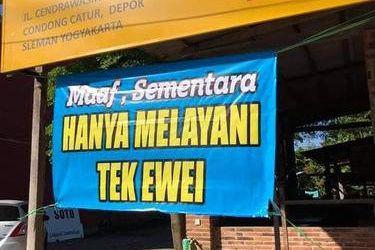 JL. CENDRAWASIH
CONDONG CATUR, DEPOK
SLEMAN YOGYAKARTA
Maaf, Sementara
HANYA MELAYANI
TEK EWEI
SOTO